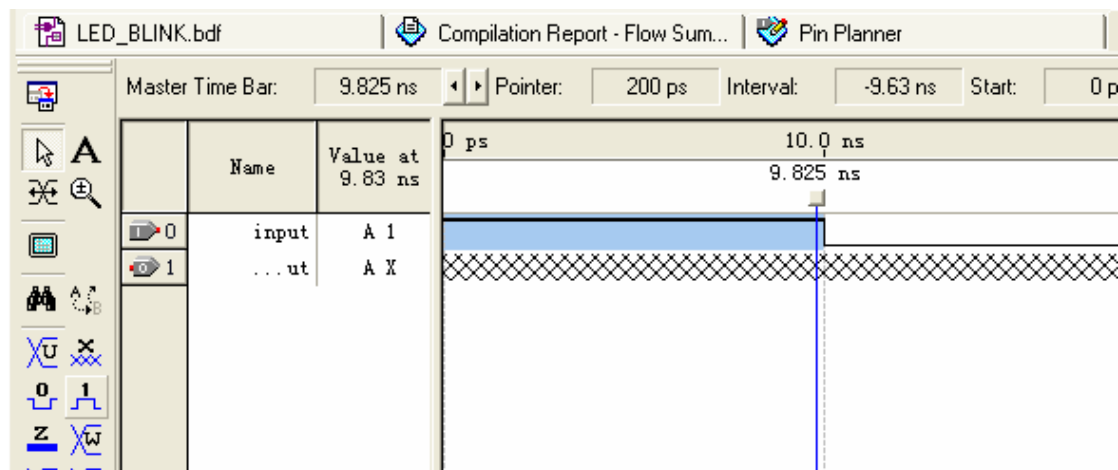 LED_BLINK.bdf Compilation Report - Flow Sum... Pin Planner
Master Time Bar: 9.825 ns Pointer: 200 ps Interval: -9.63 ns Start: 0 p
A
Name
Value at
9.83 ns
0 ps 10.0 ns
9.825 ns
0 input A 1
1 ...ut A X
A
B
U X
0 1
Z W